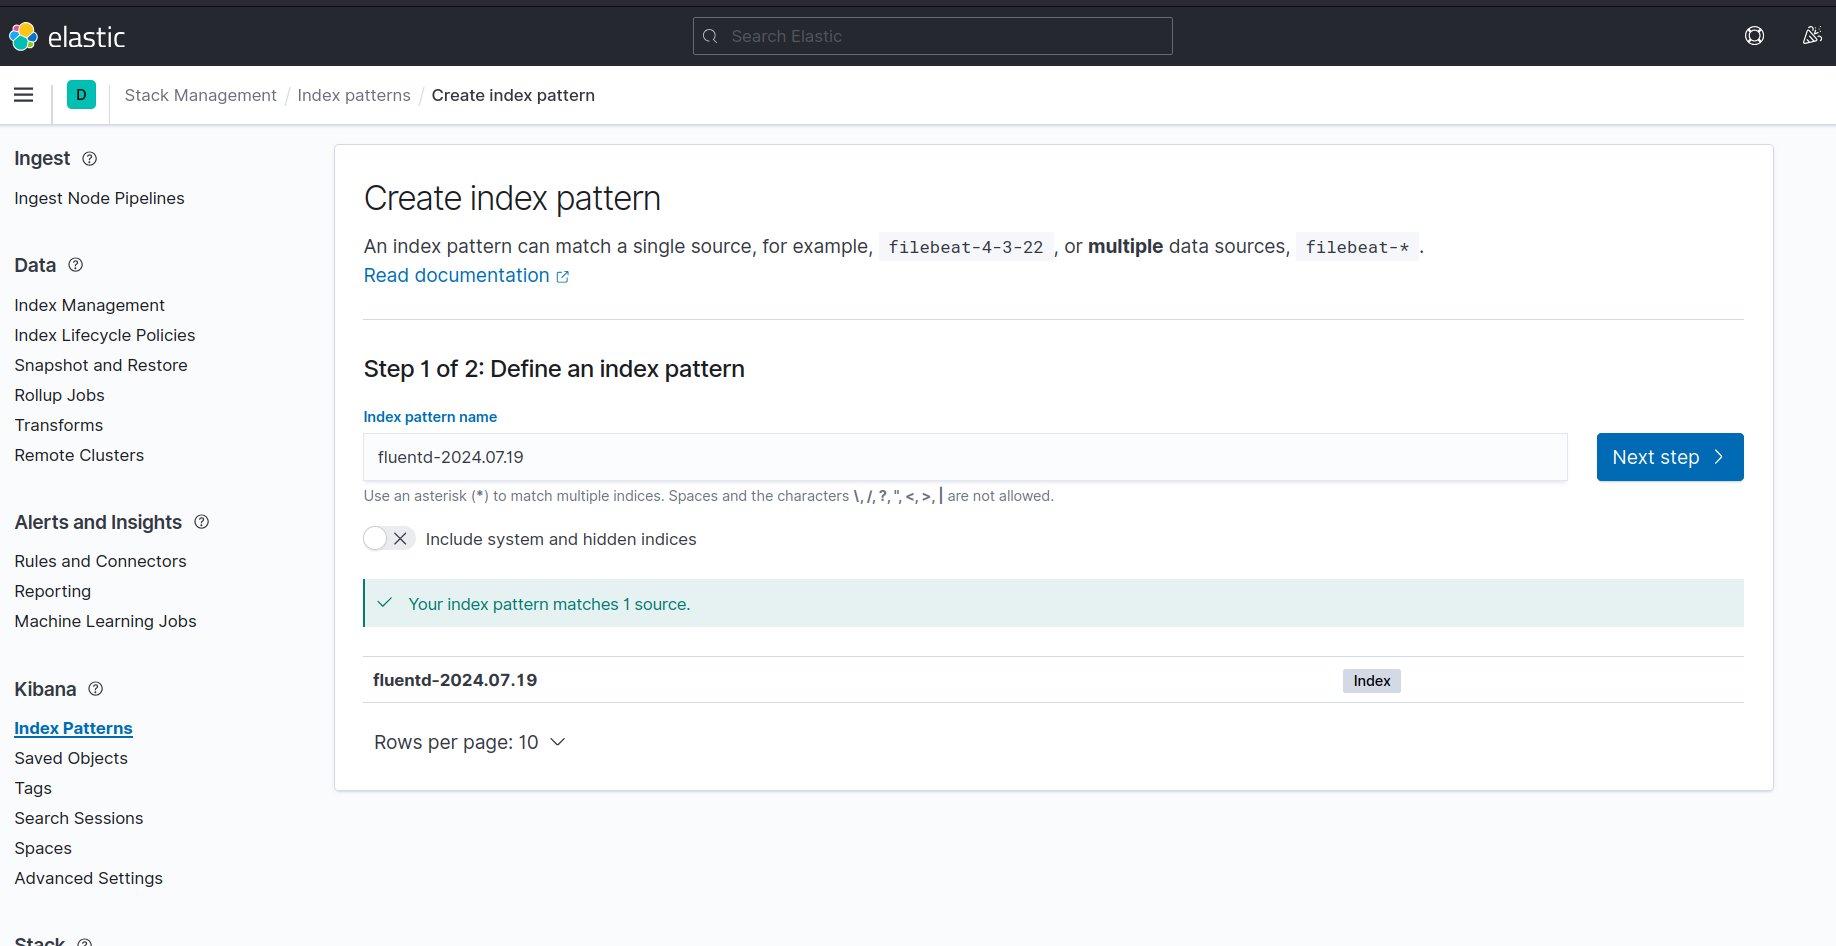 elastic
Search Elastic
D
Stack Management / Index patterns / Create index pattern
Ingest
Ingest Node Pipelines
Data
Index Management
Index Lifecycle Policies
Snapshot and Restore
Rollup Jobs
Transforms
Remote Clusters
Alerts and Insights
Rules and Connectors
Reporting
Machine Learning Jobs
Kibana
Index Patterns
Saved Objects
Tags
Search Sessions
Spaces
Advanced Settings
Stack
Create index pattern
An index pattern can match a single source, for example, filebeat-4-3-22 , or multiple data sources, filebeat-* .
Read documentation
Step 1 of 2: Define an index pattern
Index pattern name
fluentd-2024.07.19
Next step
Use an asterisk (*) to match multiple indices. Spaces and the characters \, /, ?, ", <, >, | are not allowed.
Include system and hidden indices
Your index pattern matches 1 source.
fluentd-2024.07.19
Index
Rows per page: 10